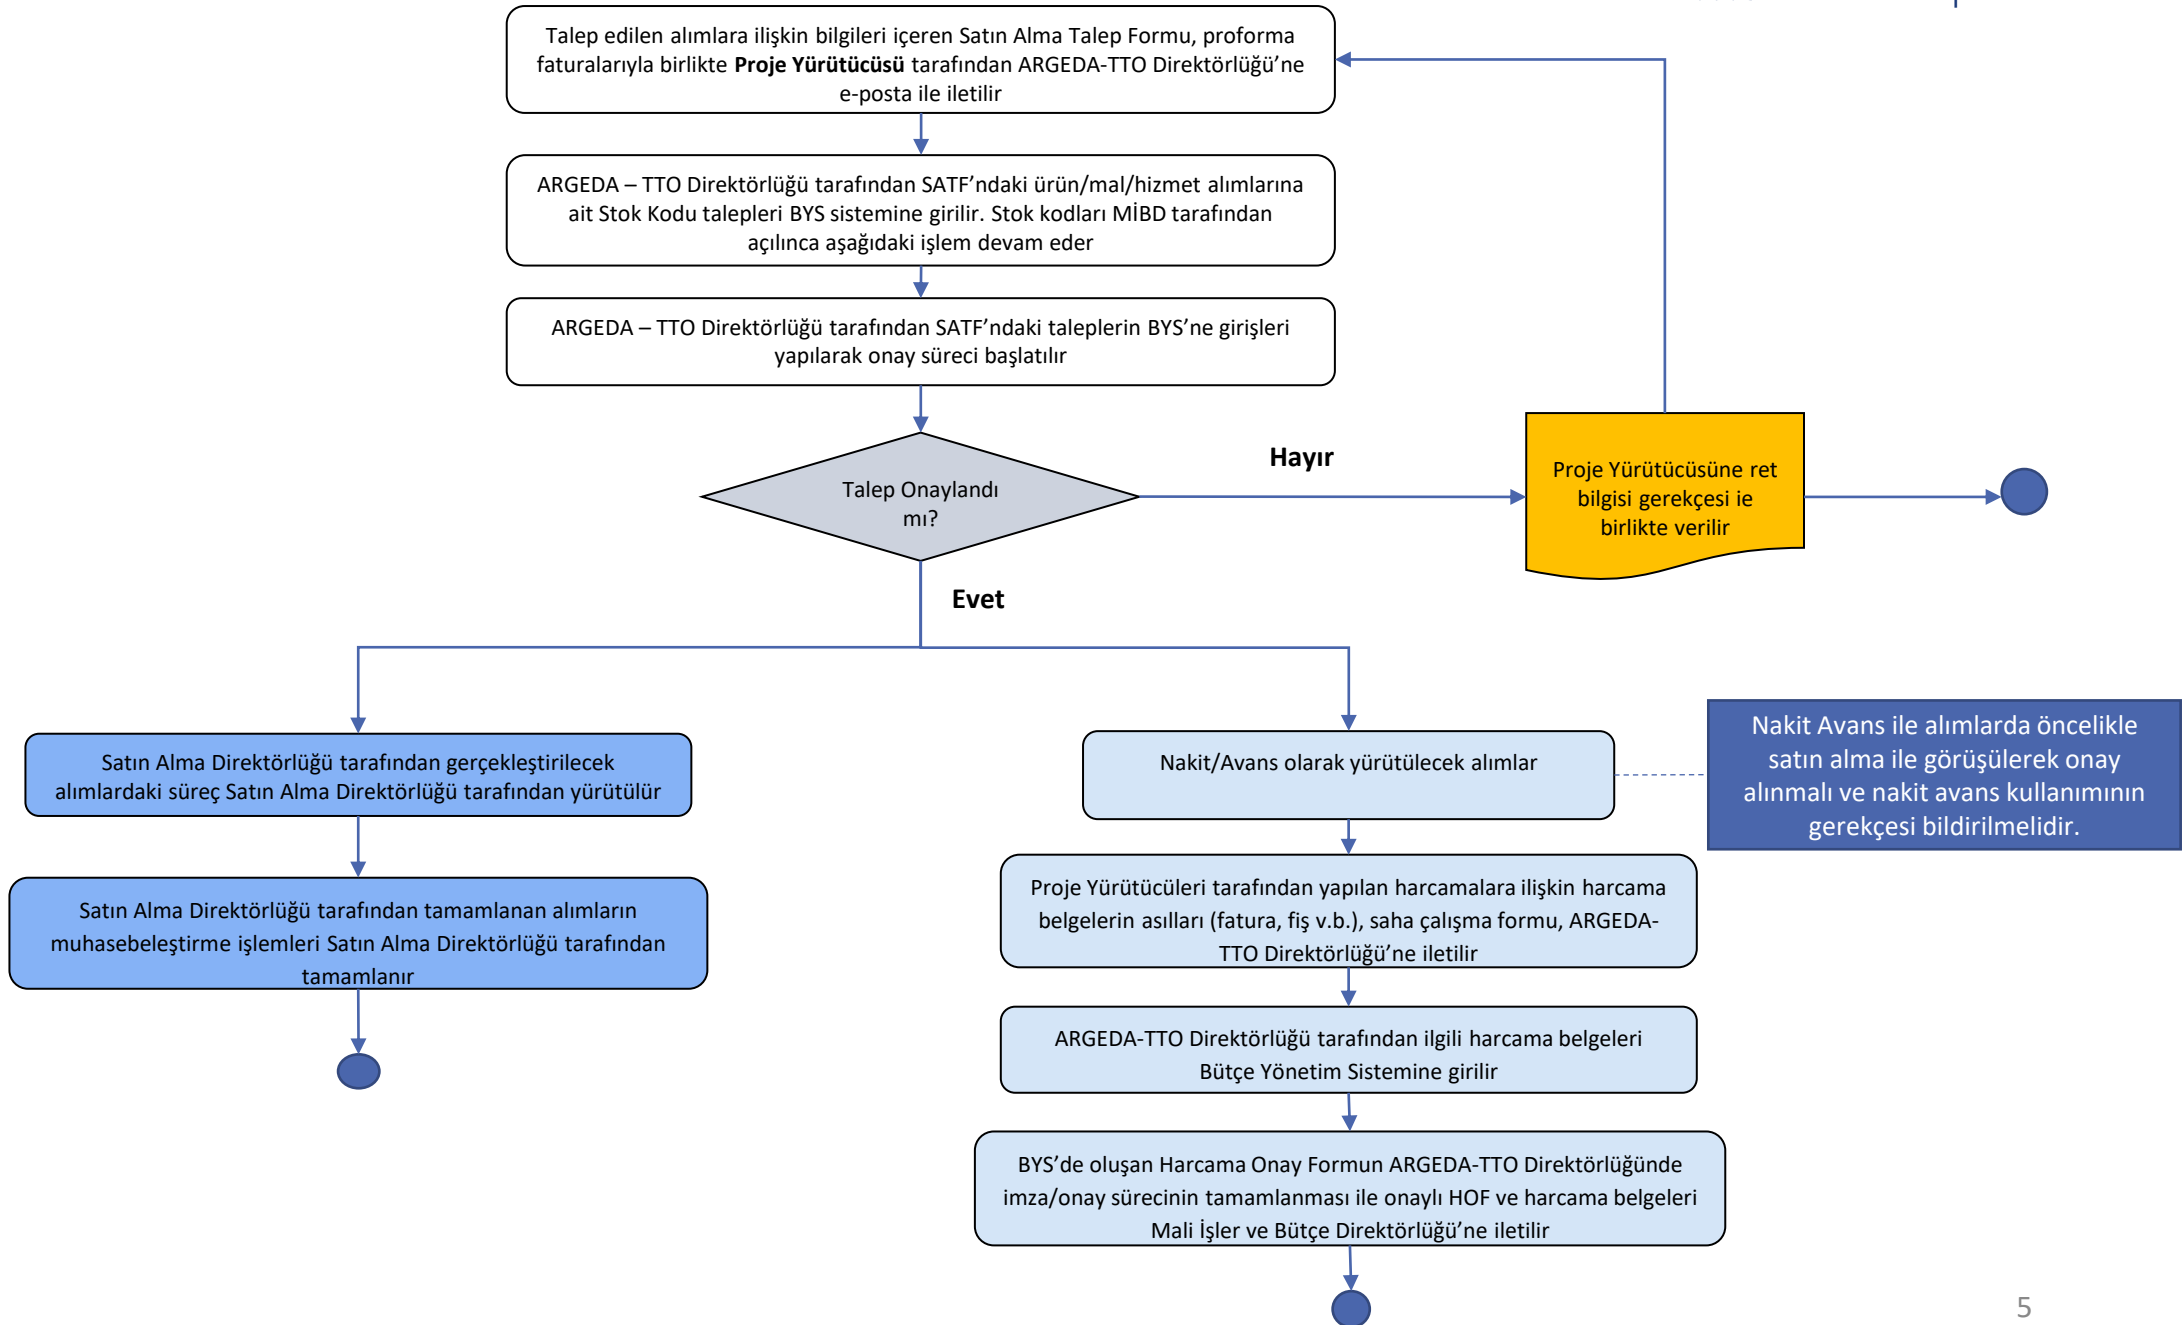 Talep edilen alımlara ilişkin bilgileri içeren Satın Alma Talep Formu, proforma
faturalarıyla birlikte Proje Yürütücüsü tarafından ARGEDA-TTO Direktörlüğü’ne
e-posta ile iletilir
ARGEDA – TTO Direktörlüğü tarafından SATF’ndaki ürün/mal/hizmet alımlarına
ait Stok Kodu talepleri BYS sistemine girilir. Stok kodları MİBD tarafından
açılınca aşağıdaki işlem devam eder
ARGEDA – TTO Direktörlüğü tarafından SATF’ndaki taleplerin BYS’ne girişleri
yapılarak onay süreci başlatılır
Talep Onaylandı
mı?
Hayır
Proje Yürütücüsüne ret
bilgisi gerekçesi ie
birlikte verilir
Evet
Satın Alma Direktörlüğü tarafından gerçekleştirilecek
alımlardaki süreç Satın Alma Direktörlüğü tarafından yürütülür
Satın Alma Direktörlüğü tarafından tamamlanan alımların
muhasebeleştirme işlemleri Satın Alma Direktörlüğü tarafından
tamamlanır
Nakit/Avans olarak yürütülecek alımlar
Nakit Avans ile alımlarda öncelikle
satın alma ile görüşülerek onay
alınmalı ve nakit avans kullanımının
gerekçesi bildirilmelidir.
Proje Yürütücüleri tarafından yapılan harcamalara ilişkin harcama
belgelerin asılları (fatura, fiş v.b.), saha çalışma formu, ARGEDA-
TTO Direktörlüğü’ne iletilir
ARGEDA-TTO Direktörlüğü tarafından ilgili harcama belgeleri
Bütçe Yönetim Sistemine girilir
BYS’de oluşan Harcama Onay Formun ARGEDA-TTO Direktörlüğünde
imza/onay sürecinin tamamlanması ile onaylı HOF ve harcama belgeleri
Mali İşler ve Bütçe Direktörlüğü’ne iletilir
5